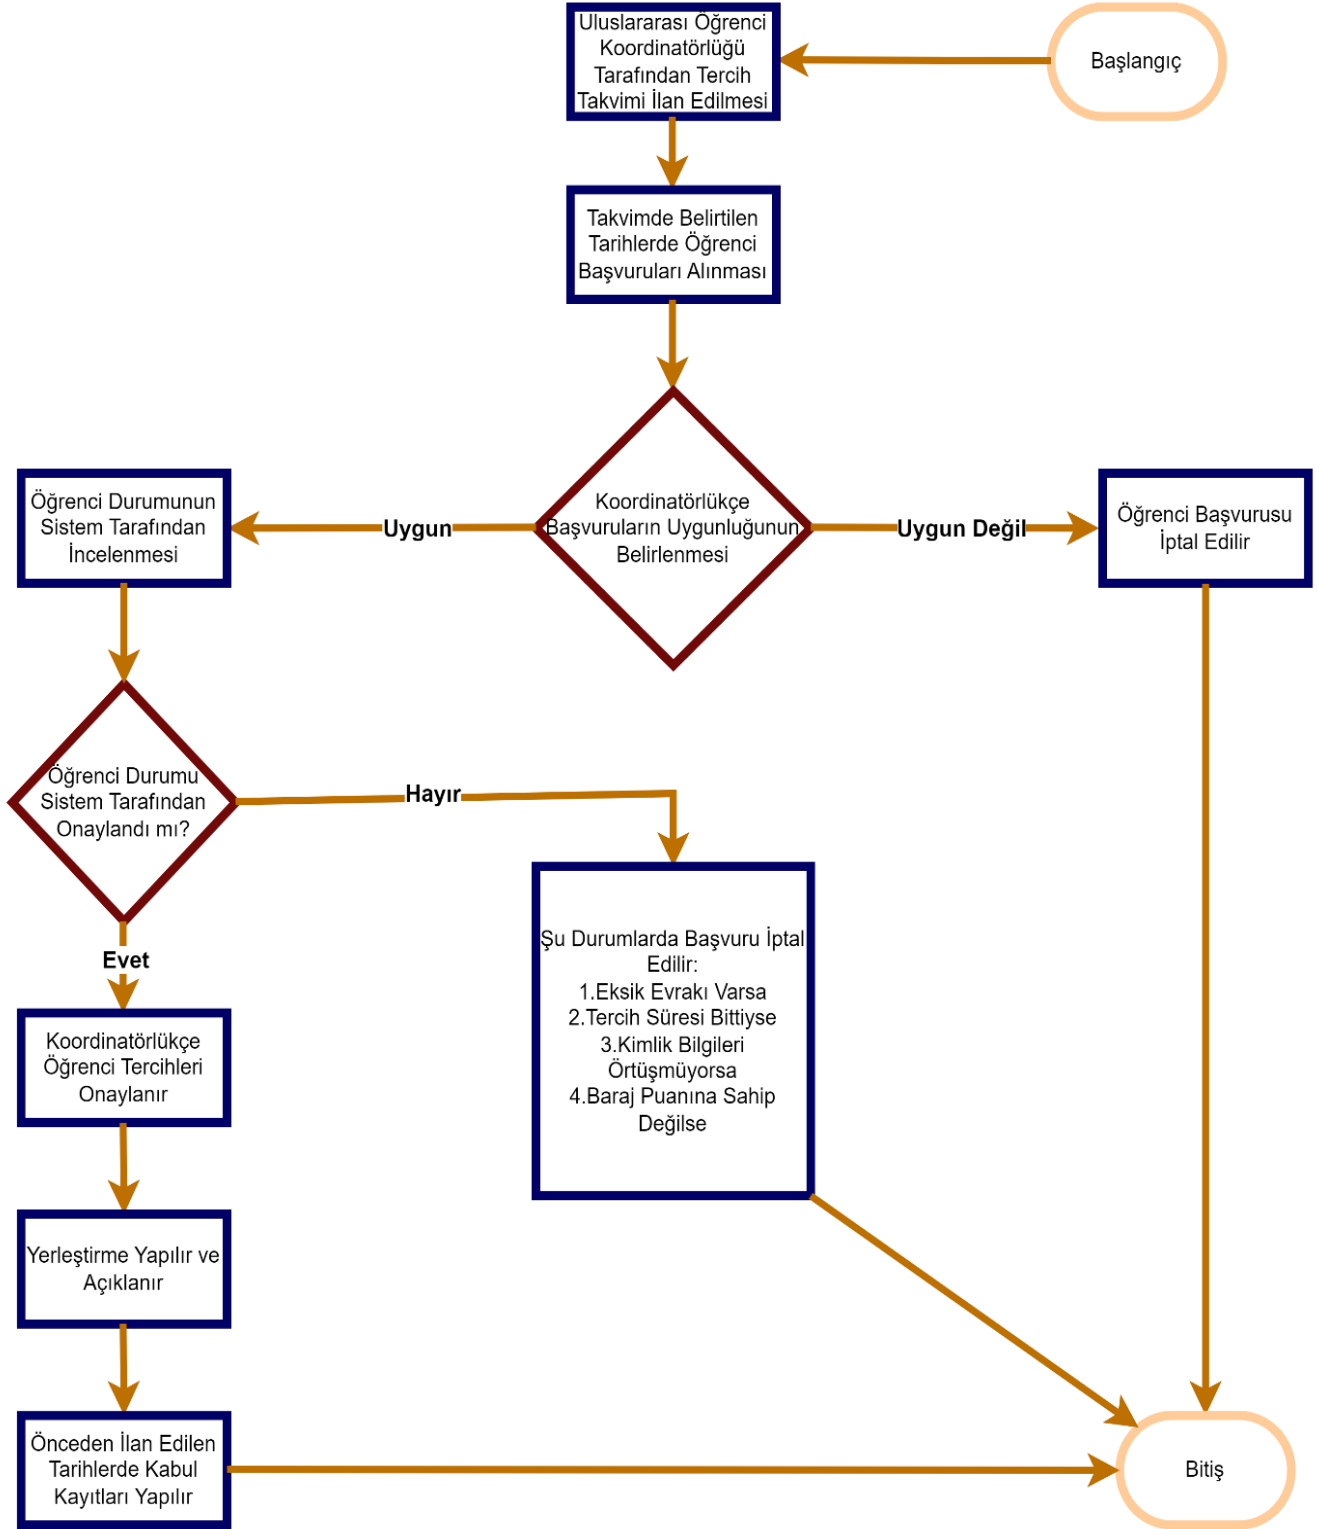 Başlangıç
Uluslararası Öğrenci
Koordinatörlüğü
Tarafından Tercih
Takvimi İlan Edilmesi
Takvimde Belirtilen
Tarihlerde Öğrenci
Başvuruları Alınması
Koordinatörlükçe
Başvuruların Uygunluğunun
Belirlenmesi
Uygun
Uygun Değil
Öğrenci Başvurusu
İptal Edilir
Öğrenci Durumunun
Sistem Tarafından
İncelenmesi
Öğrenci Durumu
Sistem Tarafından
Onaylandı mı?
Hayır
Şu Durumlarda Başvuru İptal
Edilir:
1.Eksik Evrakı Varsa
2.Tercih Süresi Bittiyse
3.Kimlik Bilgileri
Örtüşmüyorsa
4.Baraj Puanına Sahip
Değilse
Evet
Koordinatörlükçe
Öğrenci Tercihleri
Onaylanır
Yerleştirme Yapılır ve
Açıklanır
Önceden İlan Edilen
Tarihlerde Kabul
Kayıtları Yapılır
Bitiş